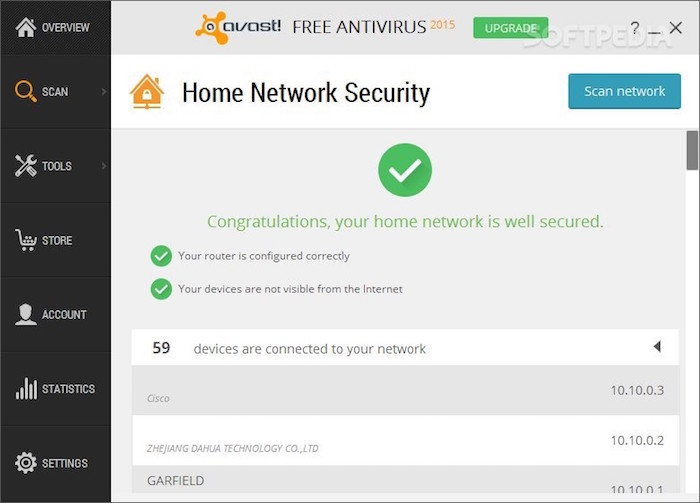 OVERVIEW
avast! FREE ANTIVIRUS 2015
UPGRADE
?
SOFTPEDIA
SCAN
Home Network Security
Scan network
Congratulations, your home network is well secured.
TOOLS
Your router is configured correctly
STORE
Your devices are not visible from the Internet
ACCOUNT
59 devices are connected to your network
STATISTICS
Cisco
10.10.0.3
ZHEJIANG DAHUA TECHNOLOGY CO.,LTD
10.10.0.2
SETTINGS
GARFIELD
10.10.0.1